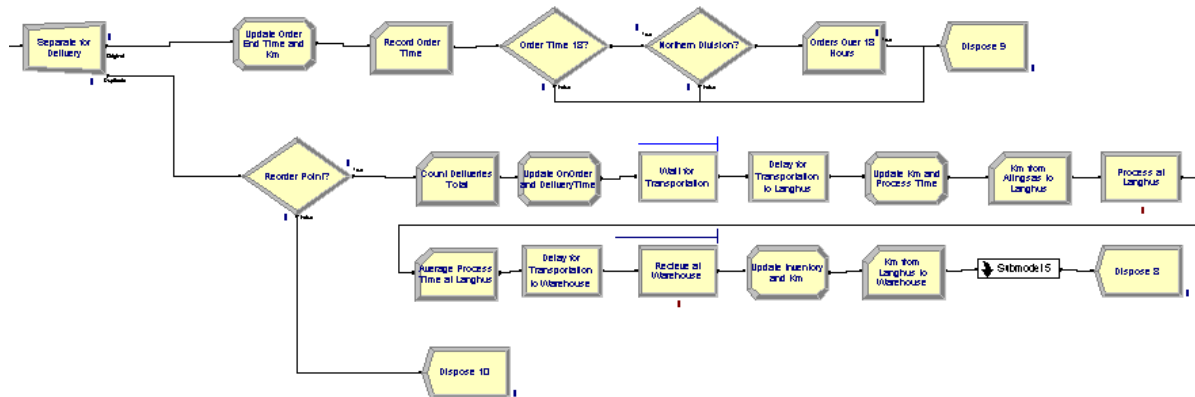 Separate for
Delivery
Original
Duplicate
Update Order
End Time and
Km
Record Order
Time
Order Time 18?
True
False
Northern Division?
True
False
Orders Over 18
Hours
Dispose 9
Reorder Point?
True
False
Count Deliveries
Total
Update OnOrder
and DeliveryTime
Wait for
Transportation
Delay for
Transportation
to Langhus
Update Km and
Process Time
Km from
Alingsas to
Langhus
Process at
Langhus
Average Process
Time at Langhus
Delay for
Transportation
to Warehouse
Recieve at
Warehouse
Update Inventory
and Km
Km from
Langhus to
Warehouse
Submodel 5
Dispose 8
Dispose 10